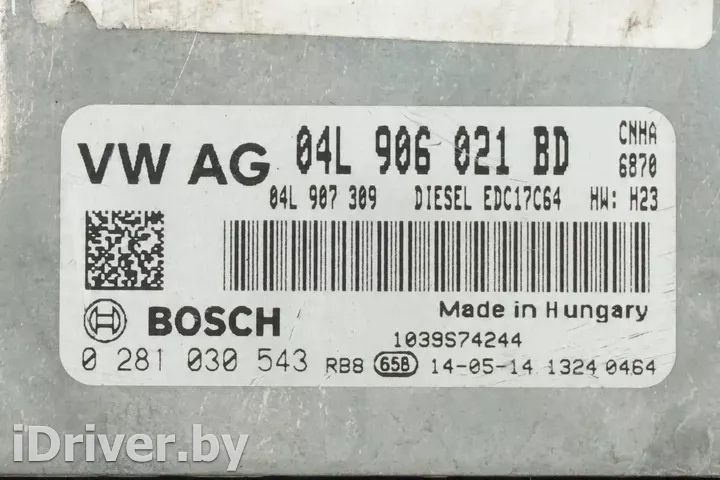 VW AG 04L 906 021 BD CNHA
6870
04L 907 309 DIESEL EDC17C64 HW: H23
BOSCH Made in Hungary
1039S74244
0 281 030 543 RB8 658 14-05-14 1324 0464
iDriver.by